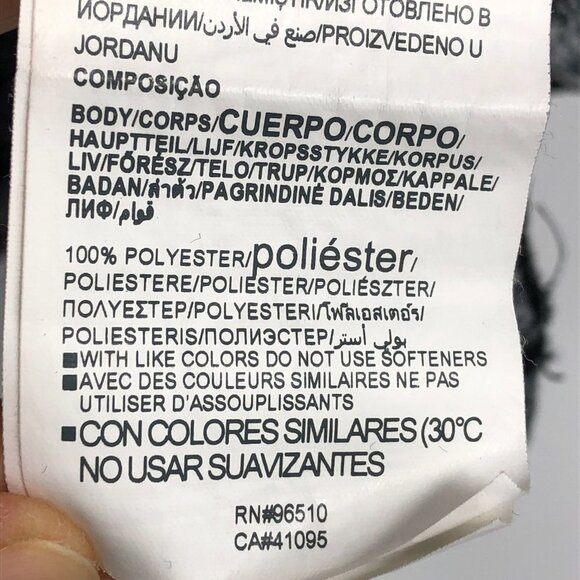 ИЗГОТОВЛЕНО В
ИОРДАНИИ/صنع في الأردن/PROIZVEDENO U
JORDANU
COMPOSIÇÃO
BODY/CORPS/CUERPO/CORPO/
HAUPTTEIL/LIJF/KROPSSTYKKE/KORPUS/
LIV/FŐRÉSZ/TELO/TRUP/ΚΟΡΜΟΣ/KAPPALE/
BADAN/ลำตัว/PAGRINDINĖ DALIS/BEDEN/
ЛИФ/قوام/
100% POLYESTER/poliéster/
POLIESTERE/POLIESTER/POLIÉSZTER/
ΠΟΛΥΕΣΤΕΡ/POLYESTERI/โพลีเอสเตอร์/
POLIESTERIS/ПОЛИЭСТЕР/بولي أستر/
■WITH LIKE COLORS DO NOT USE SOFTENERS
■AVEC DES COULEURS SIMILAIRES NE PAS
UTILISER D'ASSOUPLISSANTS
■CON COLORES SIMILARES (30°C
NO USAR SUAVIZANTES
RN#96510
CA#41095